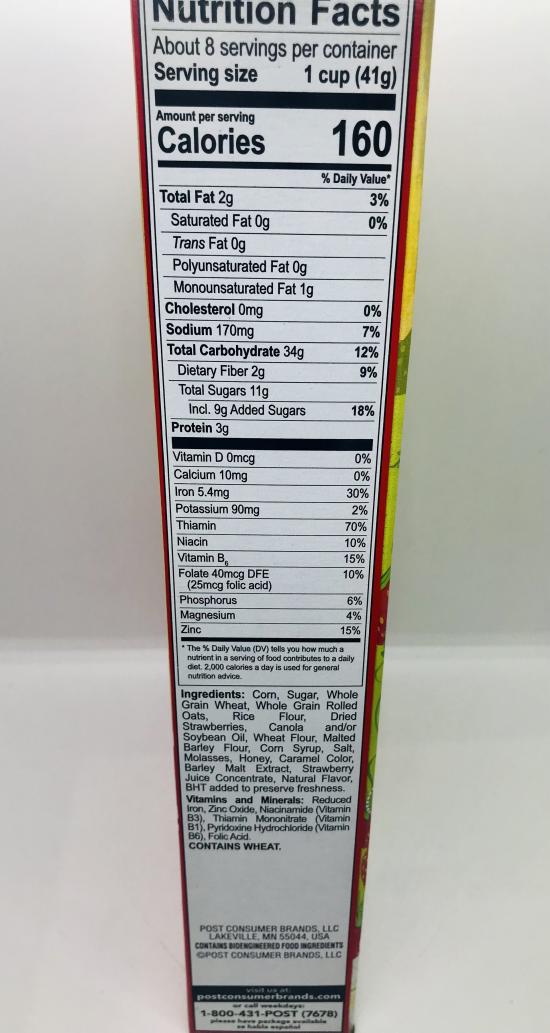 Nutrition Facts
About 8 servings per container
Serving size 1 cup (41g)
Amount per serving
Calories 160
% Daily Value*
Total Fat 2g 3%
Saturated Fat 0g 0%
Trans Fat 0g
Polyunsaturated Fat 0g
Monounsaturated Fat 1g
Cholesterol 0mg 0%
Sodium 170mg 7%
Total Carbohydrate 34g 12%
Dietary Fiber 2g 9%
Total Sugars 11g
Incl. 9g Added Sugars 18%
Protein 3g
Vitamin D 0mcg 0%
Calcium 10mg 0%
Iron 5.4mg 30%
Potassium 90mg 2%
Thiamin 70%
Niacin 10%
Vitamin B₆ 15%
Folate 40mcg DFE 10%
(25mcg folic acid)
Phosphorus 6%
Magnesium 4%
Zinc 15%
* The % Daily Value (DV) tells you how much a
nutrient in a serving of food contributes to a daily
diet. 2,000 calories a day is used for general
nutrition advice.
Ingredients: Corn, Sugar, Whole
Grain Wheat, Whole Grain Rolled
Oats, Rice Flour, Dried
Strawberries, Canola and/or
Soybean Oil, Wheat Flour, Malted
Barley Flour, Corn Syrup, Salt,
Molasses, Honey, Caramel Color,
Barley Malt Extract, Strawberry
Juice Concentrate, Natural Flavor,
BHT added to preserve freshness.
Vitamins and Minerals: Reduced
Iron, Zinc Oxide, Niacinamide (Vitamin
B3), Thiamin Mononitrate (Vitamin
B1), Pyridoxine Hydrochloride (Vitamin
B6), Folic Acid.
CONTAINS WHEAT.
POST CONSUMER BRANDS, LLC
LAKEVILLE, MN 55044, USA
CONTAINS BIOENGINEERED FOOD INGREDIENTS
©POST CONSUMER BRANDS, LLC
visit us at:
postconsumerbrands.com
or call weekdays:
1-800-431-POST (7678)
please have package available
se habla español